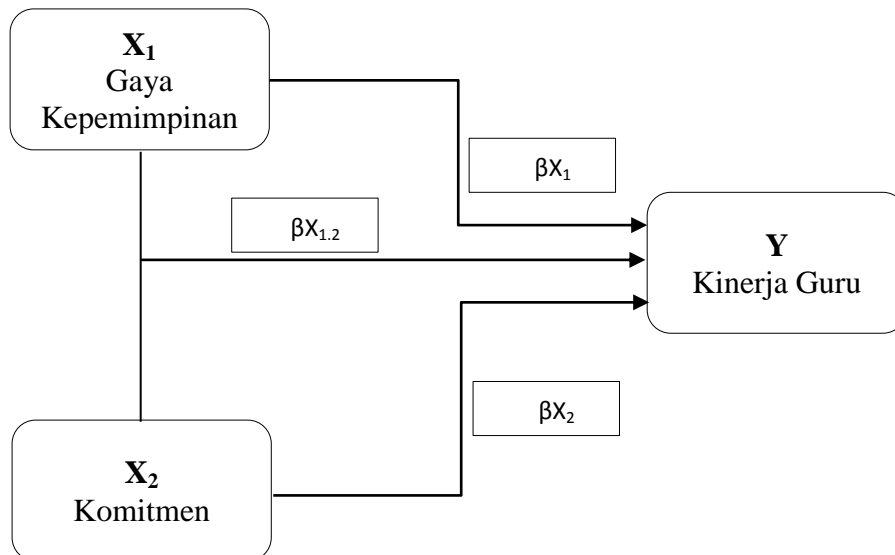 X₁
Gaya
Kepemimpinan
βX₁
βX₁.₂
Y
Kinerja Guru
βX₂
X₂
Komitmen